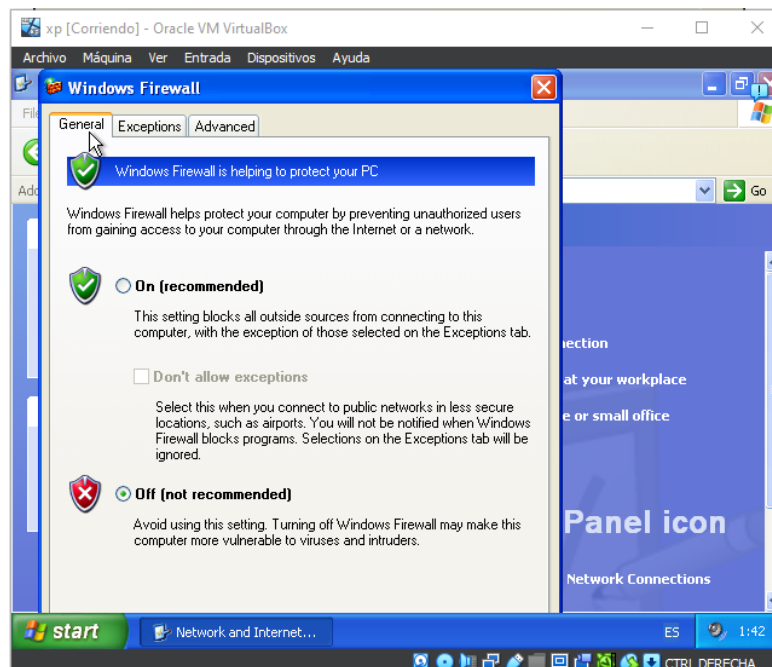 xp [Corriendo] - Oracle VM VirtualBox
Archivo Máquina Ver Entrada Dispositivos Ayuda
Windows Firewall
General Exceptions Advanced
Windows Firewall is helping to protect your PC
Go
Windows Firewall helps protect your computer by preventing unauthorized users
from gaining access to your computer through the Internet or a network.
On (recommended)
This setting blocks all outside sources from connecting to this
computer, with the exception of those selected on the Exceptions tab.
Don't allow exceptions
at your workplace
Select this when you connect to public networks in less secure
locations, such as airports. You will not be notified when Windows
Firewall blocks programs. Selections on the Exceptions tab will be
ignored.
or small office
Off (not recommended)
Avoid using this setting. Turning off Windows Firewall may make this
computer more vulnerable to viruses and intruders.
Panel icon
Network Connections
start
Network and Internet...
ES
1:42
CTRL DERECHA